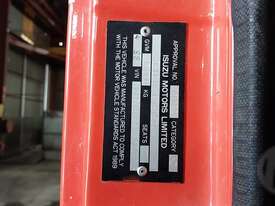 APPROVAL NO CATEGORY
ISUZU MOTORS LIMITED
GVM KG SEATS
VIN
THIS VEHICLE WAS MANUFACTURED TO COMPLY
WITH THE MOTOR VEHICLE STANDARDS ACT 1989